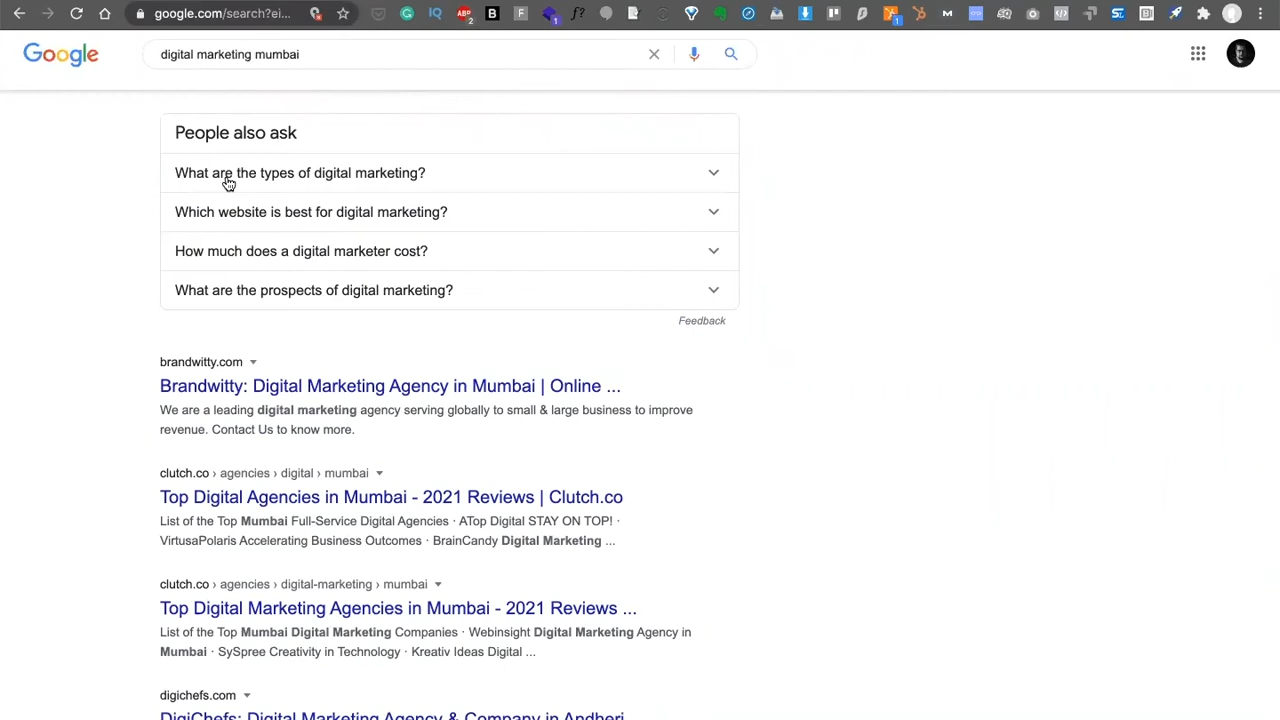 google.com/search?ei...
Google
digital marketing mumbai
People also ask
What are the types of digital marketing?
Which website is best for digital marketing?
How much does a digital marketer cost?
What are the prospects of digital marketing?
Feedback
brandwitty.com
Brandwitty: Digital Marketing Agency in Mumbai | Online ...
We are a leading digital marketing agency serving globally to small & large business to improve
revenue. Contact Us to know more.
clutch.co › agencies › digital › mumbai
Top Digital Agencies in Mumbai - 2021 Reviews | Clutch.co
List of the Top Mumbai Full-Service Digital Agencies · ATop Digital STAY ON TOP! ·
VirtusaPolaris Accelerating Business Outcomes · BrainCandy Digital Marketing ...
clutch.co › agencies › digital-marketing › mumbai
Top Digital Marketing Agencies in Mumbai - 2021 Reviews ...
List of the Top Mumbai Digital Marketing Companies · Webinsight Digital Marketing Agency in
Mumbai · SySpree Creativity in Technology · Kreativ Ideas Digital ...
digichefs.com
DigiChefs: Digital Marketing Agency & Company in Andheri